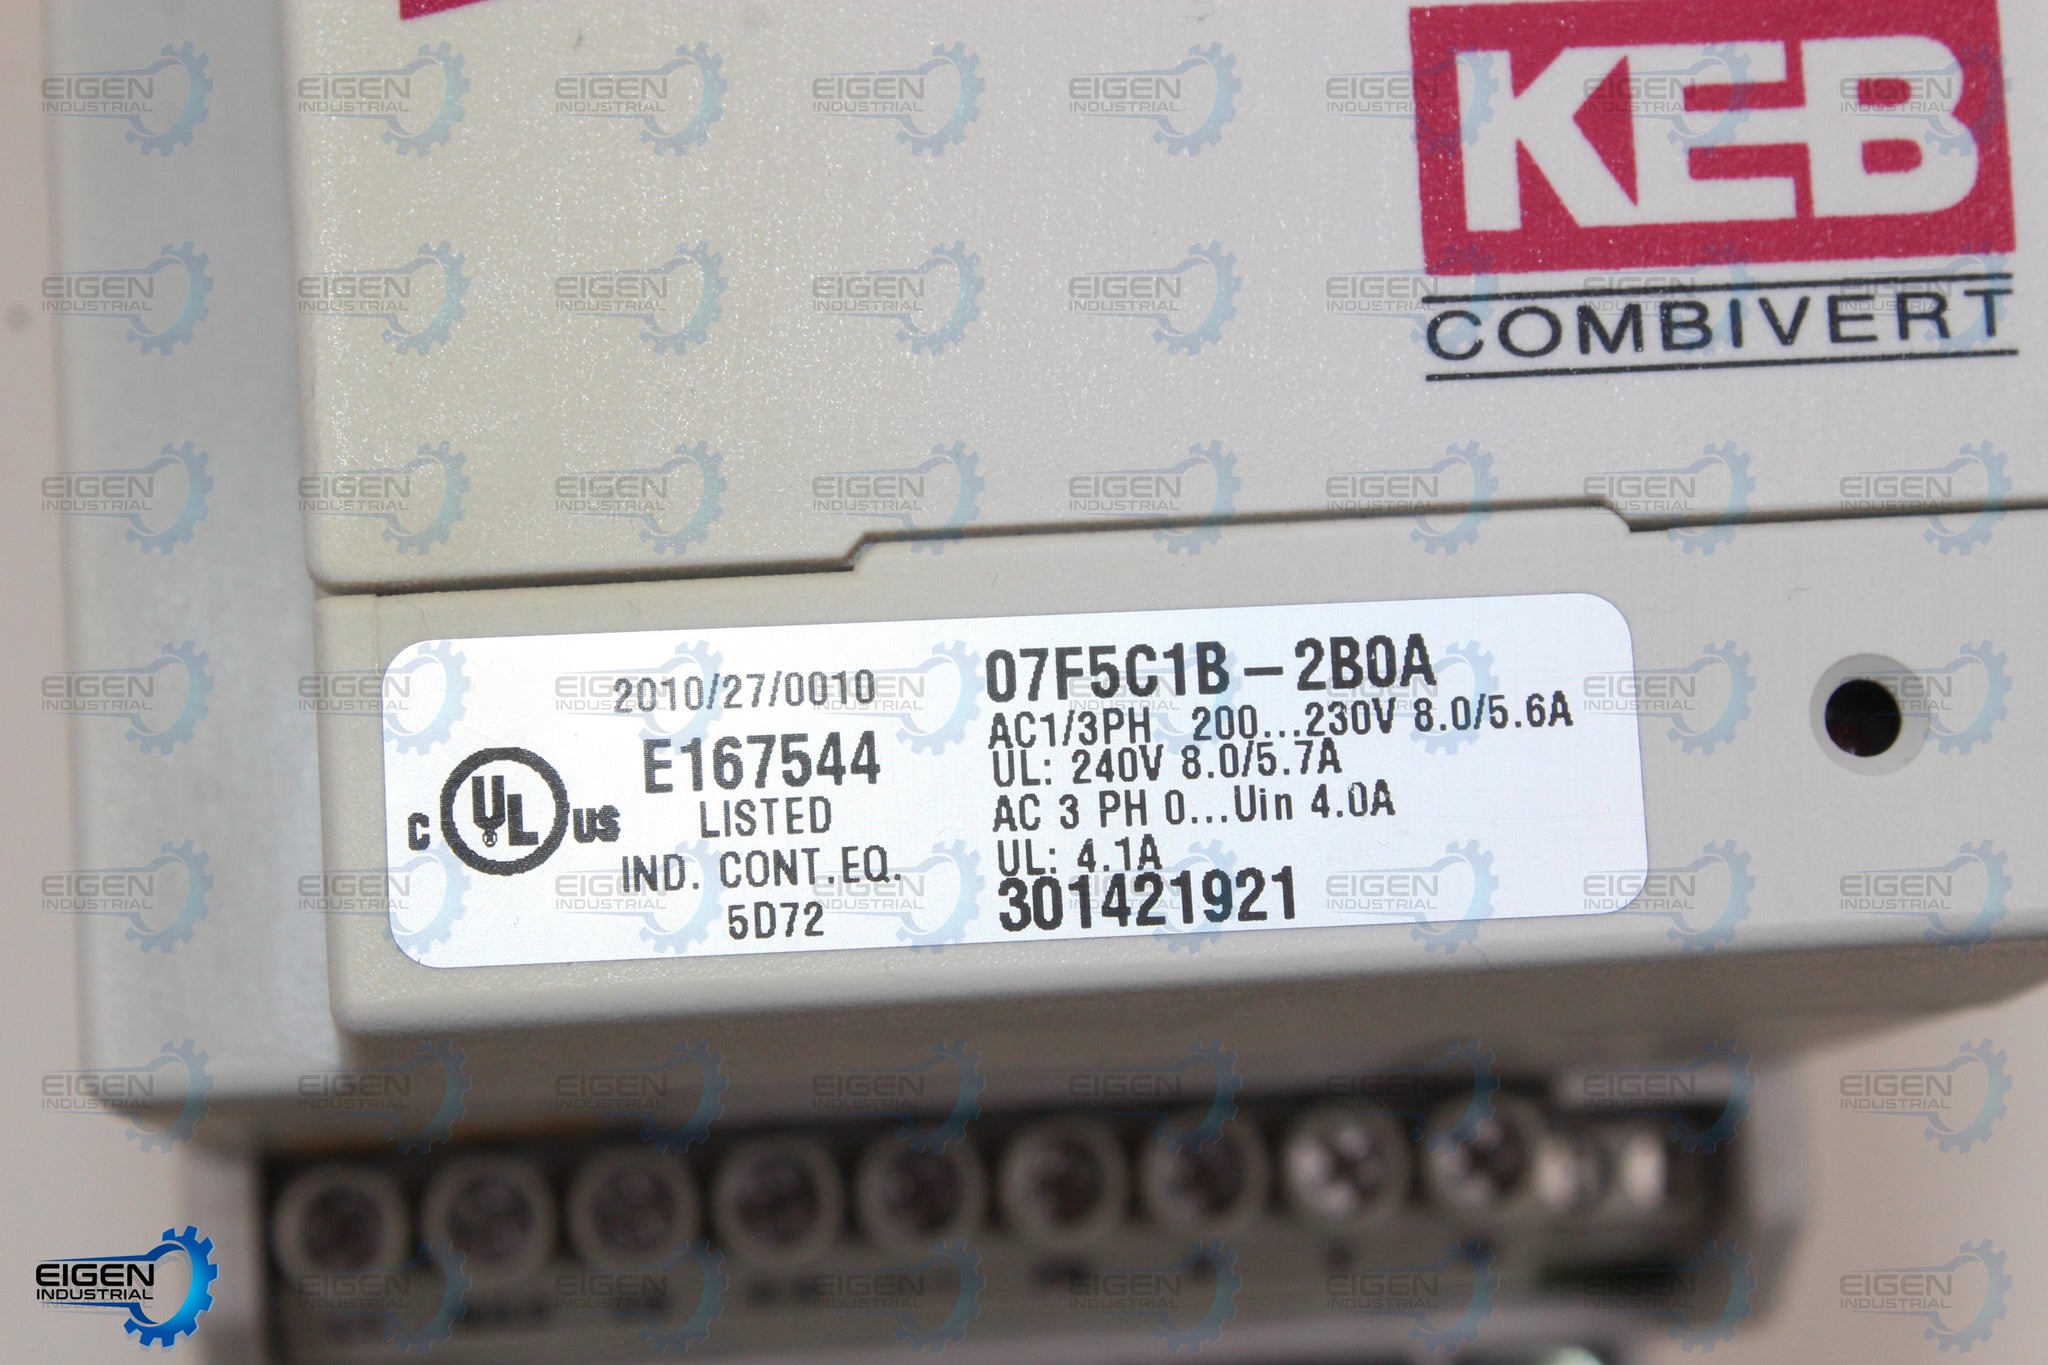 KEB
COMBIVERT
2010/27/0010
E167544
LISTED
IND. CONT.EQ.
5D72
C UL US
07F5C1B-2B0A
AC1/3PH 200...230V 8.0/5.6A
UL: 240V 8.0/5.7A
AC 3 PH 0...Uin 4.0A
UL: 4.1A
301421921
EIGEN
INDUSTRIAL